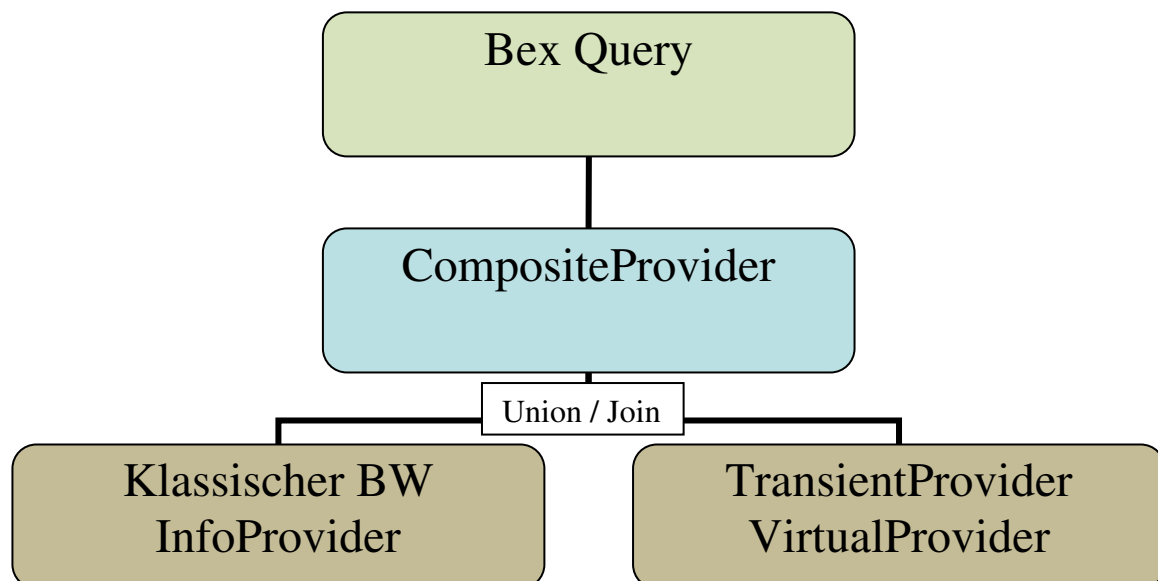 Bex Query
CompositeProvider
Union / Join
Klassischer BW
InfoProvider
TransientProvider
VirtualProvider